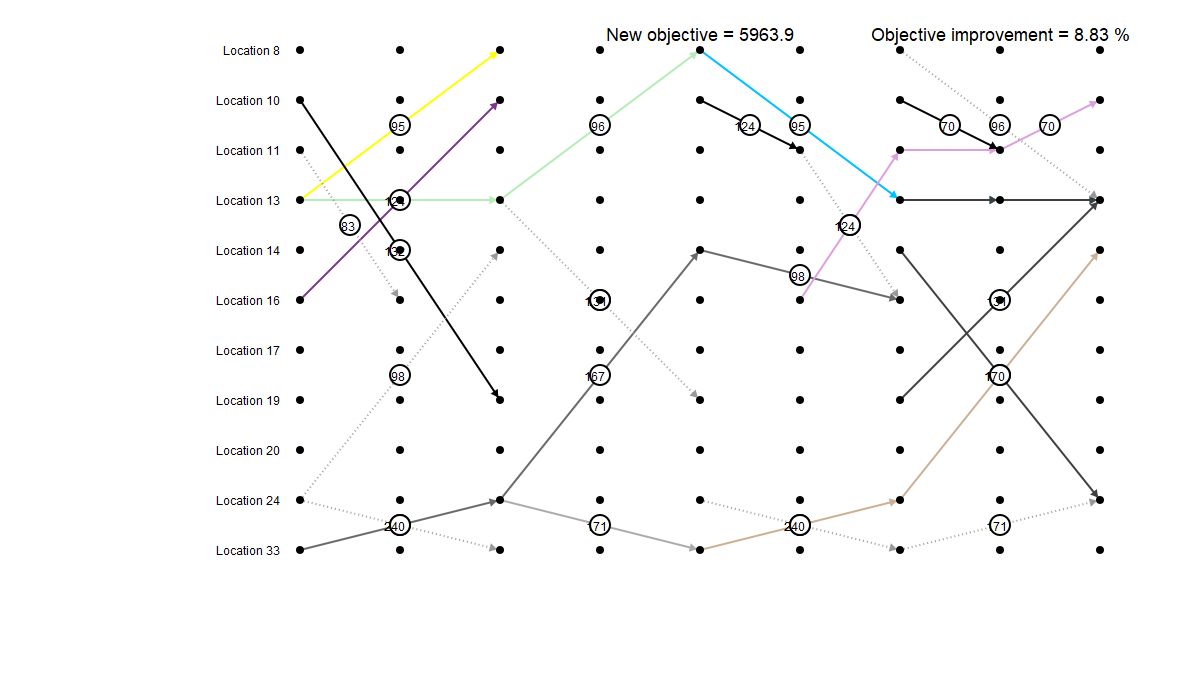 New objective = 5963.9
Objective improvement = 8.83 %
Location 8
Location 10
95
96
124
95
70
96
70
Location 11
Location 13
124
83
124
Location 14
132
98
Location 16
131
131
Location 17
98
167
170
Location 19
Location 20
Location 24
240
171
240
171
Location 33